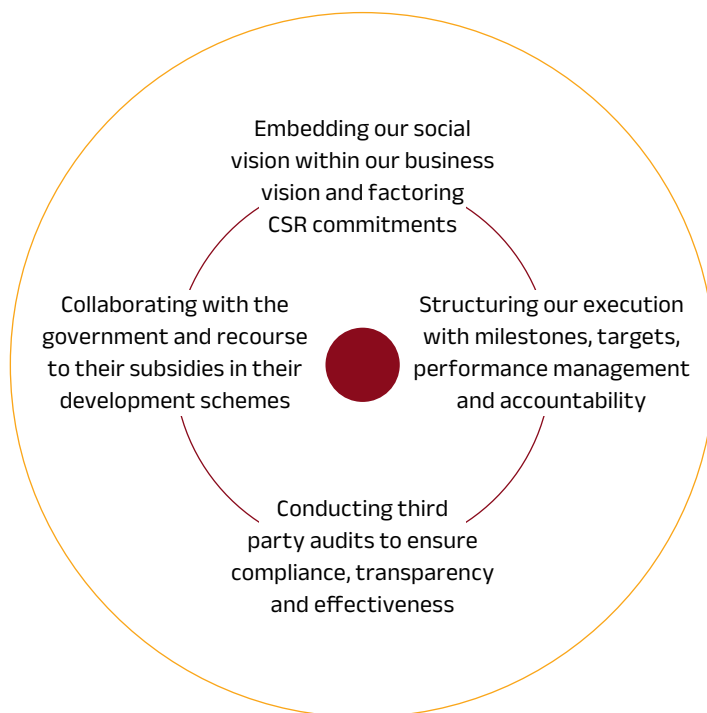 Embedding our social
vision within our business
vision and factoring
CSR commitments
Collaborating with the
government and recourse
to their subsidies in their
development schemes
Structuring our execution
with milestones, targets,
performance management
and accountability
Conducting third
party audits to ensure
compliance, transparency
and effectiveness